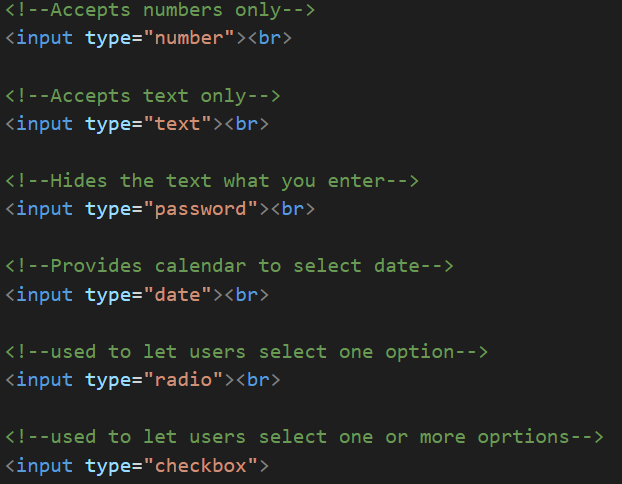 <!--Accepts numbers only-->
<input type="number"><br>
<!--Accepts text only-->
<input type="text"><br>
<!--Hides the text what you enter-->
<input type="password"><br>
<!--Provides calendar to select date-->
<input type="date"><br>
<!--used to let users select one option-->
<input type="radio"><br>
<!--used to let users select one or more oprtions-->
<input type="checkbox">